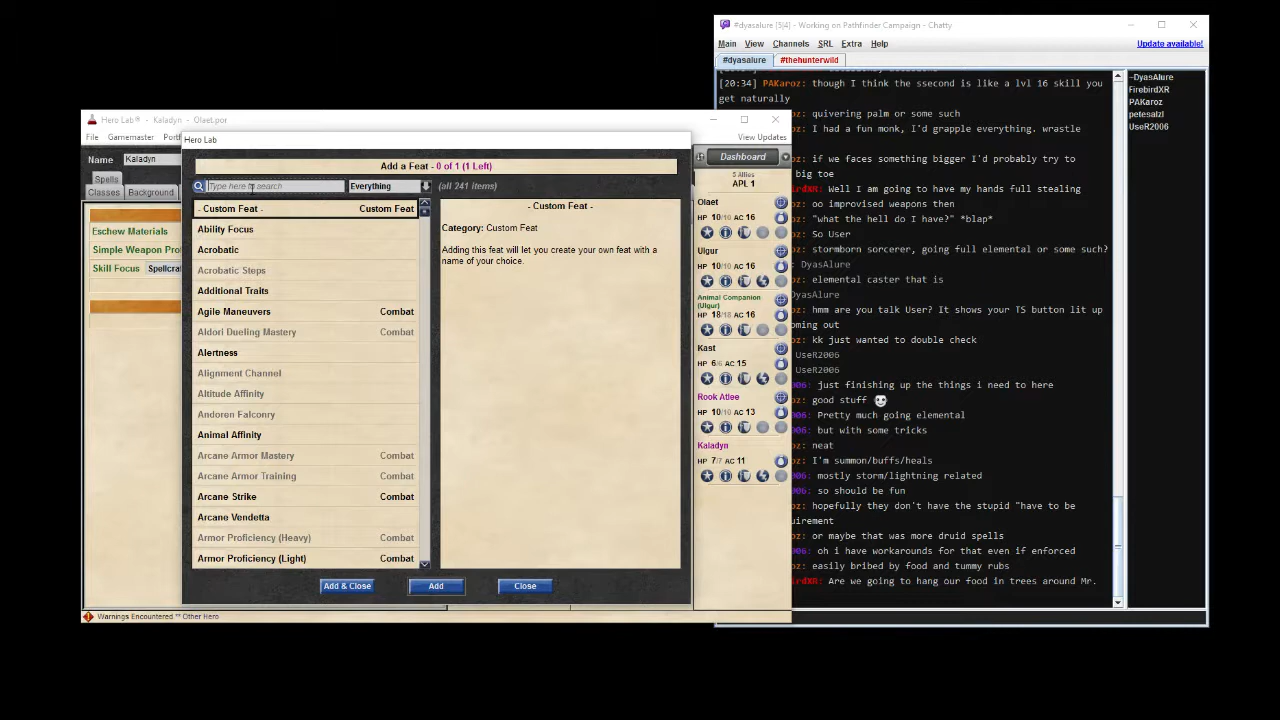 #dyasalure [5|4] - Working on Pathfinder Campaign - Chatty
Main View Channels SRL Extra Help Update available!
#dyasalure #thehunterwild
[20:34] PAKaroz: though I think the ssecond is like a lvl 16 skill you
get naturally
oz: quivering palm or some such
oz: I had a fun monk, I'd grapple everything. wrastle
oz: if we faces something bigger I'd probably try to
big toe
irdXR: Well I am going to have my hands full stealing
oz: oo improvised weapons then
oz: "what the hell do I have?" *blap*
oz: So User
oz: stormborn sorcerer, going full elemental or some such?
: DyasAlure
oz: elemental caster that is
DyasAlure
oz: hmm are you talk User? It shows your TS button lit up
oming out
oz: kk just wanted to double check
UseR2006
UseR2006
006: just finishing up the things i need to here
oz: good stuff
006: Pretty much going elemental
006: but with some tricks
oz: neat
oz: I'm summon/buffs/heals
006: mostly storm/lightning related
006: so should be fun
oz: hopefully they don't have the stupid "have to be
uirement
oz: or maybe that was more druid spells
006: oh i have workarounds for that even if enforced
oz: easily bribed by food and tummy rubs
irdXR: Are we going to hang our food in trees around Mr.
~DyasAlure
FirebirdXR
PAKaroz
petesalzl
UseR2006
Hero Lab® - Kaladyn - Olaet.por
File Gamemaster Portf
View Updates
Name Kaladyn
Spells
Classes Background
Eschew Materials
Simple Weapon Prof
Skill Focus Spellcra
Hero Lab
Add a Feat - 0 of 1 (1 Left)
Type here to search Everything (all 241 items)
- Custom Feat - Custom Feat
Ability Focus
Acrobatic
Acrobatic Steps
Additional Traits
Agile Maneuvers Combat
Aldori Dueling Mastery Combat
Alertness
Alignment Channel
Altitude Affinity
Andoren Falconry
Animal Affinity
Arcane Armor Mastery Combat
Arcane Armor Training Combat
Arcane Strike Combat
Arcane Vendetta
Armor Proficiency (Heavy) Combat
Armor Proficiency (Light) Combat
- Custom Feat -
Category: Custom Feat
Adding this feat will let you create your own feat with a
name of your choice.
Add & Close Add Close
Dashboard
5 Allies
APL 1
Olaet
HP 10/10 AC 16
Ulgur
HP 10/10 AC 16
Animal Companion
(Ulgur)
HP 18/18 AC 16
Kast
HP 6/6 AC 15
Rook Atlee
HP 10/10 AC 13
Kaladyn
HP 7/7 AC 11
Warnings Encountered ** Other Hero